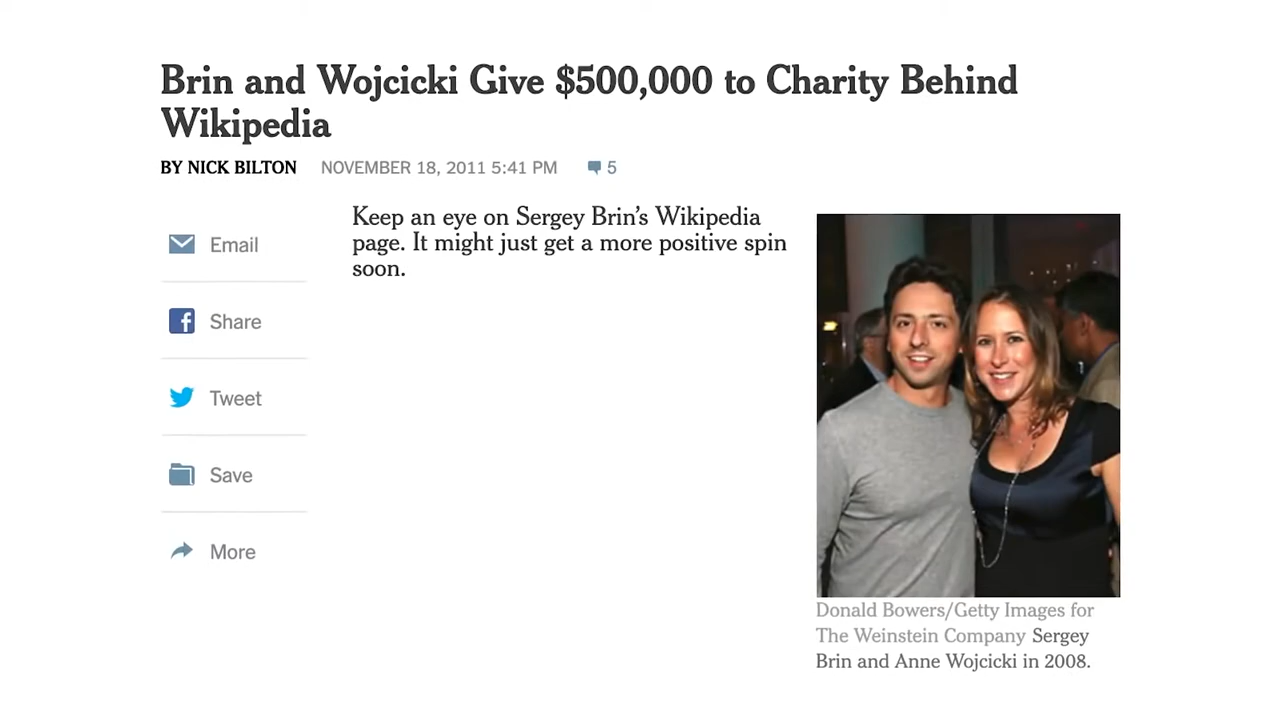 Brin and Wojcicki Give $500,000 to Charity Behind
Wikipedia
BY NICK BILTON NOVEMBER 18, 2011 5:41 PM 5
Email
Share
Tweet
Save
More
Keep an eye on Sergey Brin’s Wikipedia
page. It might just get a more positive spin
soon.
Donald Bowers/Getty Images for
The Weinstein Company Sergey
Brin and Anne Wojcicki in 2008.